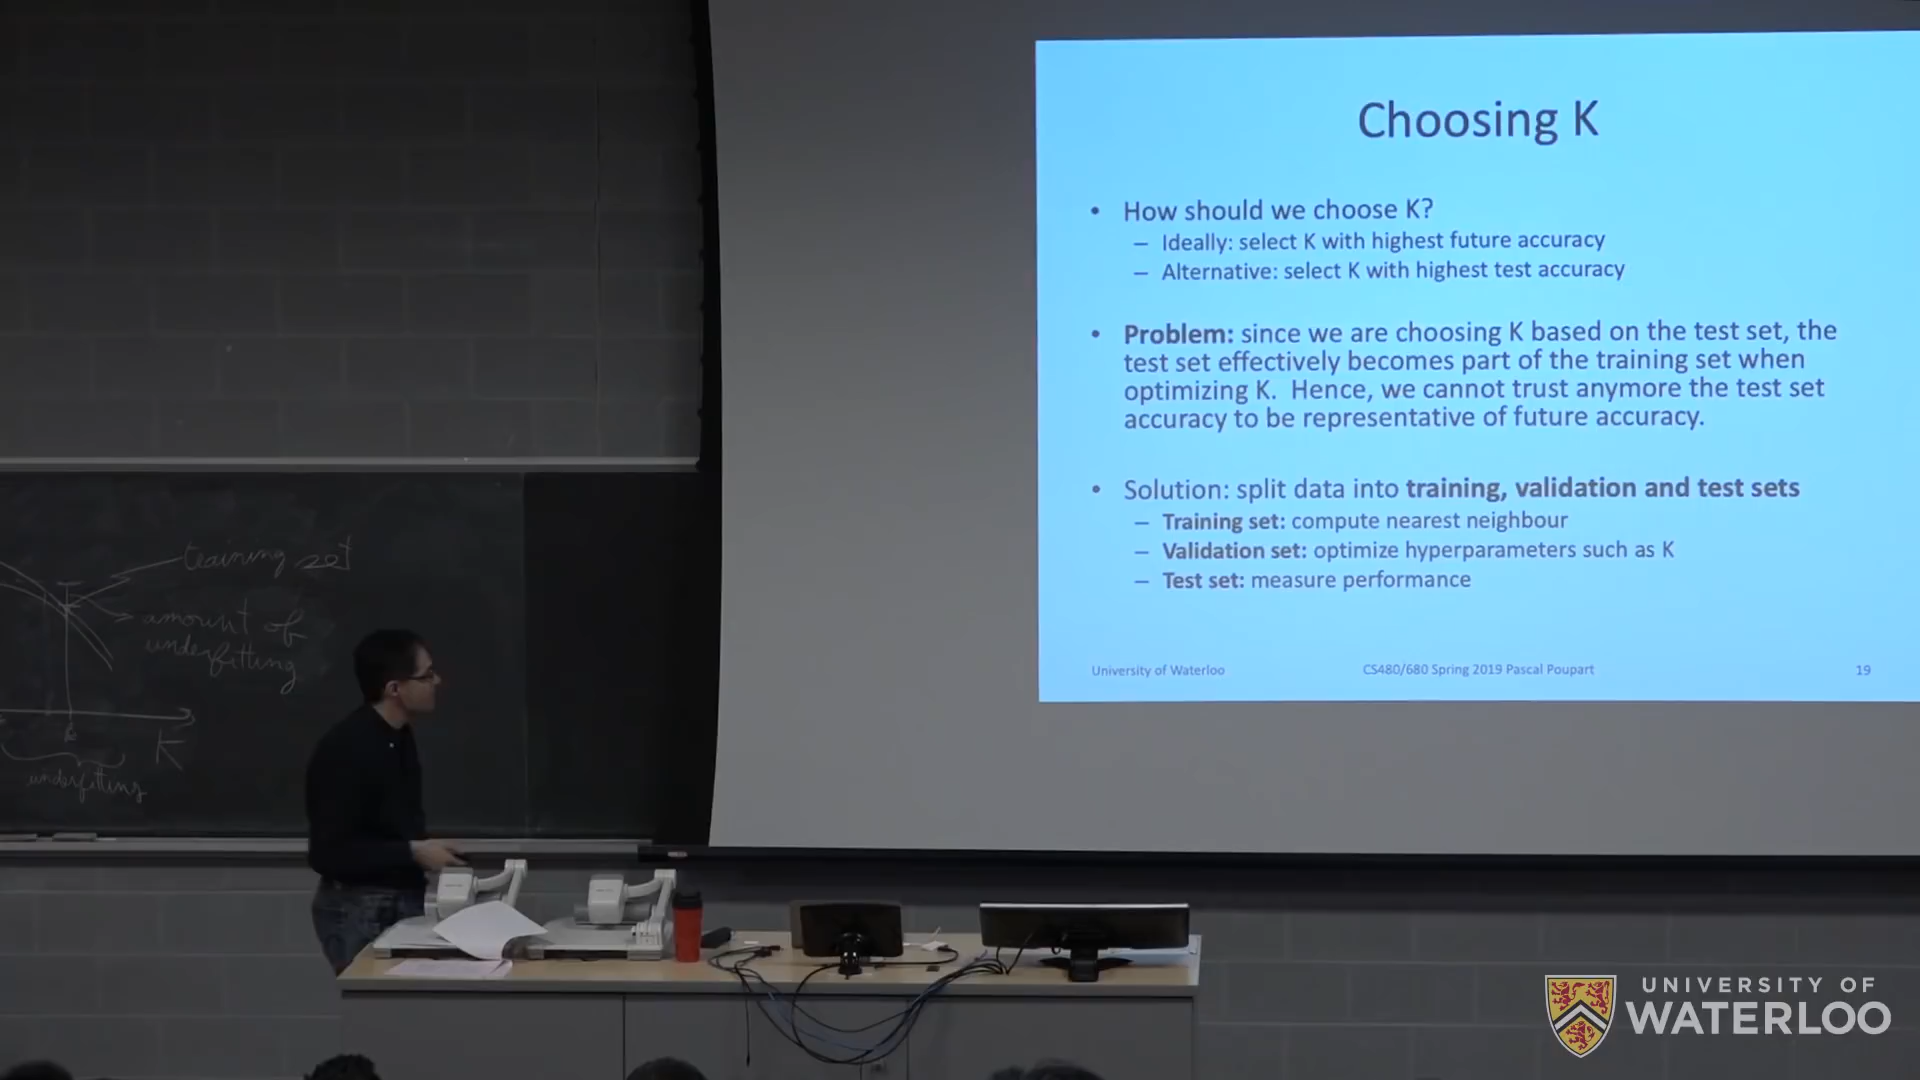 Choosing K
• How should we choose K?
– Ideally: select K with highest future accuracy
– Alternative: select K with highest test accuracy
• Problem: since we are choosing K based on the test set, the
test set effectively becomes part of the training set when
optimizing K. Hence, we cannot trust anymore the test set
accuracy to be representative of future accuracy.
• Solution: split data into training, validation and test sets
– Training set: compute nearest neighbour
– Validation set: optimize hyperparameters such as K
– Test set: measure performance
University of Waterloo
CS480/680 Spring 2019 Pascal Poupart
19
training set
amount of
underfitting
k
K
underfitting
UNIVERSITY OF
WATERLOO